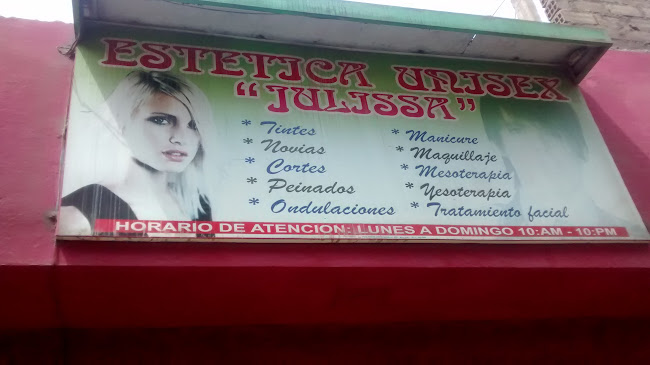 ESTETICA UNISEX
"JULISSA"
* Tintes
* Novias
* Cortes
* Peinados
* Ondulaciones
* Manicure
* Maquillaje
* Mesoterapia
* Yesoterapia
* Tratamiento facial
HORARIO DE ATENCION: LUNES A DOMINGO 10:AM - 10:PM